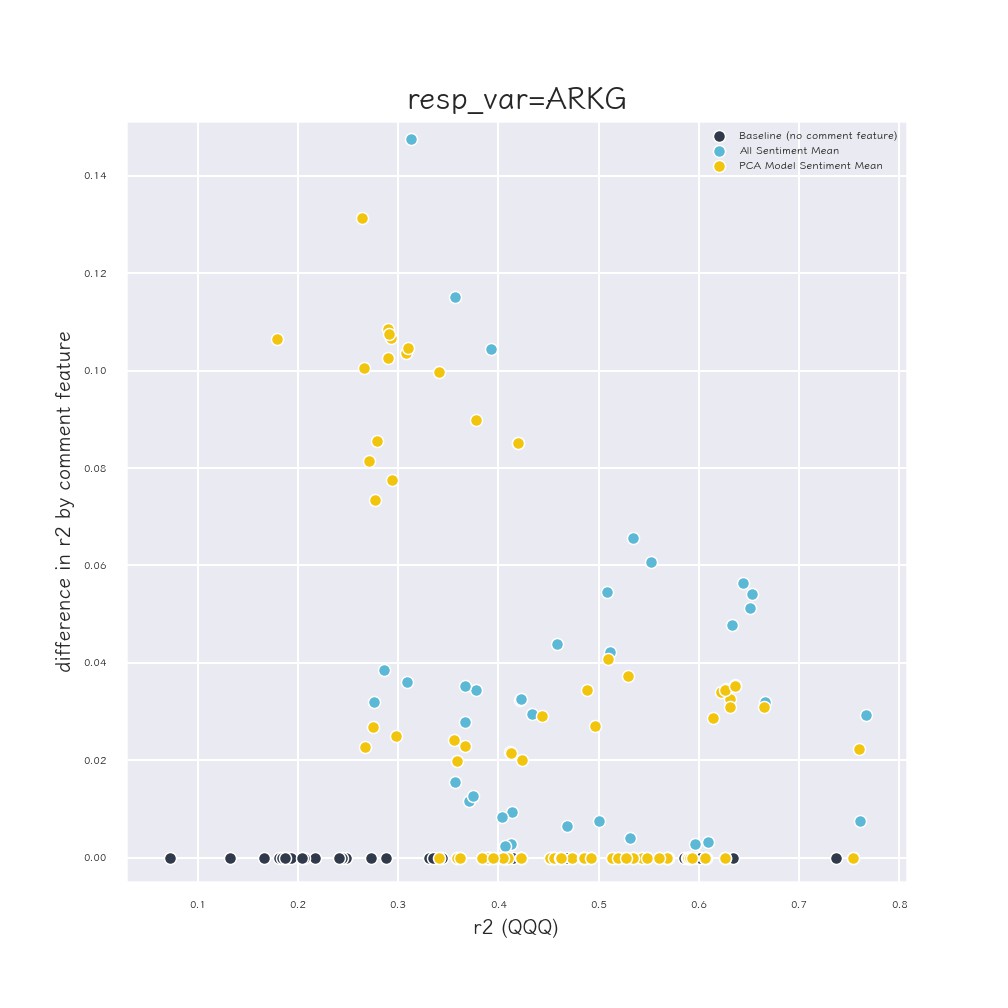 resp_var=ARKG
Baseline (no comment feature)
All Sentiment Mean
PCA Model Sentiment Mean
difference in r2 by comment feature
0.14
0.12
0.10
0.08
0.06
0.04
0.02
0.00
0.1 0.2 0.3 0.4 0.5 0.6 0.7 0.8
r2 (QQQ)